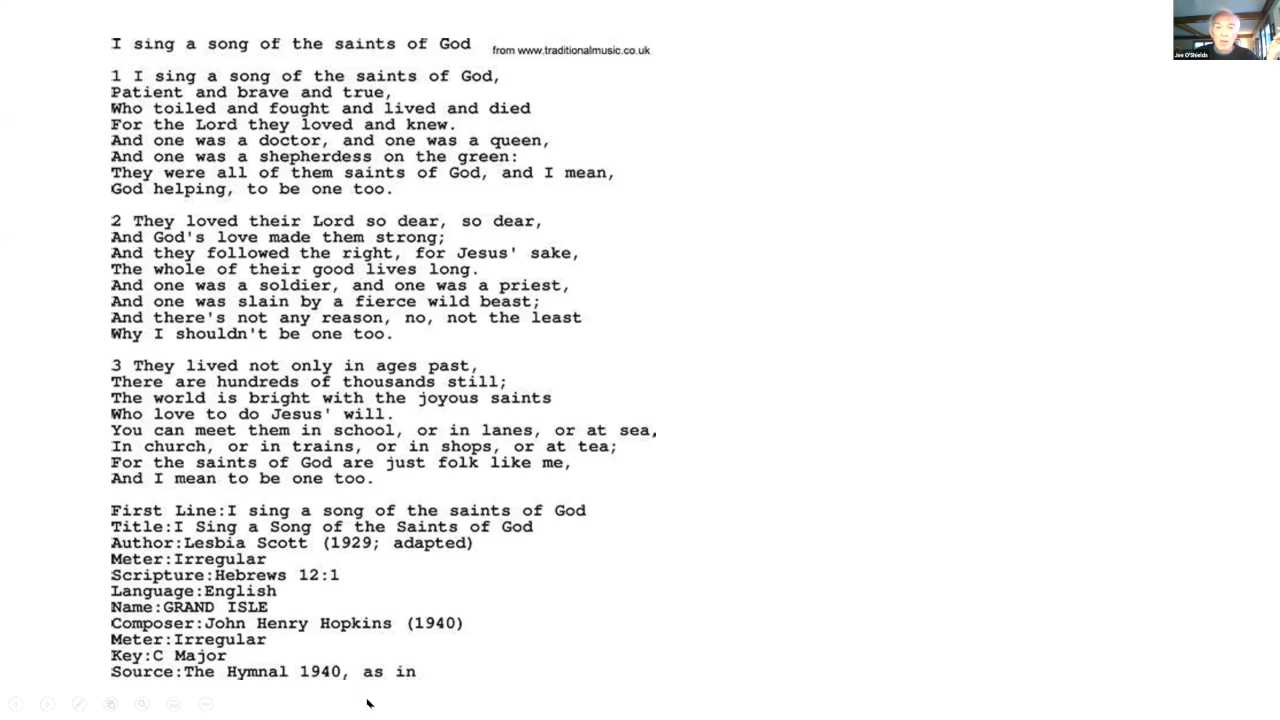 I sing a song of the saints of God from www.traditionalmusic.co.uk
1 I sing a song of the saints of God,
Patient and brave and true,
Who toiled and fought and lived and died
For the Lord they loved and knew.
And one was a doctor, and one was a queen,
And one was a shepherdess on the green:
They were all of them saints of God, and I mean,
God helping, to be one too.
2 They loved their Lord so dear, so dear,
And God's love made them strong;
And they followed the right, for Jesus' sake,
The whole of their good lives long.
And one was a soldier, and one was a priest,
And one was slain by a fierce wild beast;
And there's not any reason, no, not the least
Why I shouldn't be one too.
3 They lived not only in ages past,
There are hundreds of thousands still;
The world is bright with the joyous saints
Who love to do Jesus' will.
You can meet them in school, or in lanes, or at sea,
In church, or in trains, or in shops, or at tea;
For the saints of God are just folk like me,
And I mean to be one too.
First Line:I sing a song of the saints of God
Title:I Sing a Song of the Saints of God
Author:Lesbia Scott (1929; adapted)
Meter:Irregular
Scripture:Hebrews 12:1
Language:English
Name:GRAND ISLE
Composer:John Henry Hopkins (1940)
Meter:Irregular
Key:C Major
Source:The Hymnal 1940, as in
Joe O'Shields